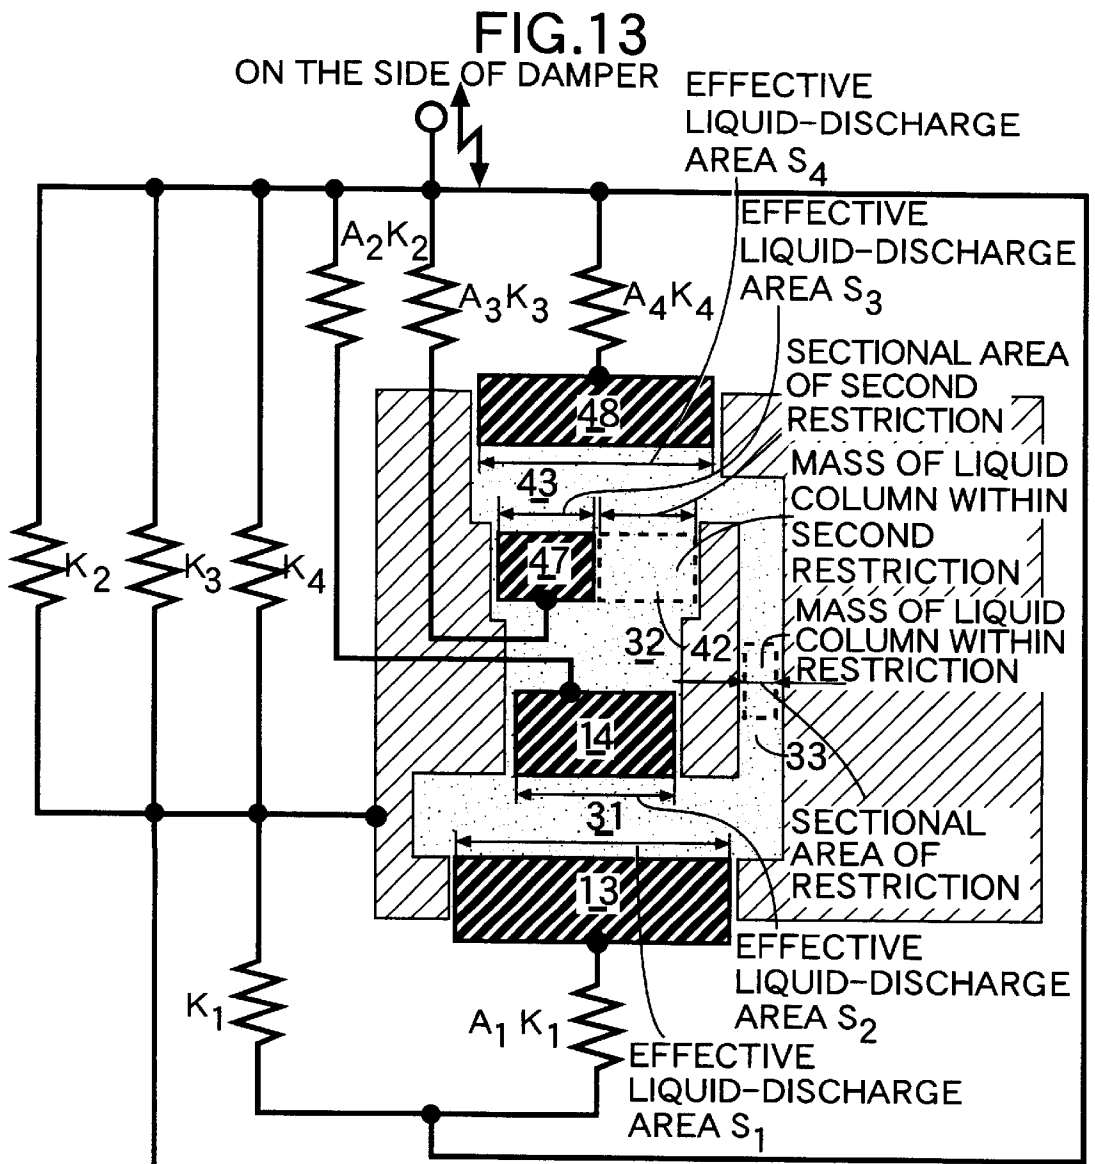 FIG.13
ON THE SIDE OF DAMPER
EFFECTIVE
LIQUID-DISCHARGE
AREA S4
EFFECTIVE
LIQUID-DISCHARGE
AREA S3
A2K2
A3K3
A4K4
SECTIONAL AREA
OF SECOND
RESTRICTION
48
MASS OF LIQUID
COLUMN WITHIN
SECOND
RESTRICTION
43
47
K2
K3
K4
MASS OF LIQUID
COLUMN WITHIN
RESTRICTION
32
42
14
33
31
SECTIONAL
AREA OF
RESTRICTION
13
EFFECTIVE
LIQUID-DISCHARGE
AREA S2
K1
A1 K1
EFFECTIVE
LIQUID-DISCHARGE
AREA S1